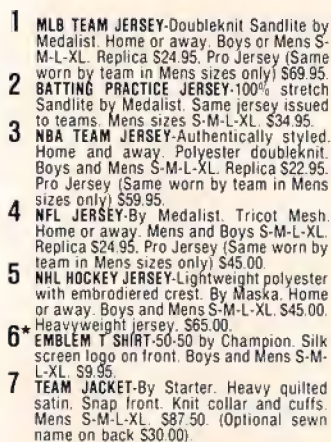 1 MLB TEAM JERSEY-Doubleknit Sandlite by
Medalist. Home or away. Boys or Mens S-
M-L-XL. Replica $24.95. Pro Jersey (Same
worn by team in Mens sizes only) $69.95.
2 BATTING PRACTICE JERSEY-100% stretch
Sandlite by Medalist. Same jersey issued
to teams. Mens sizes S-M-L-XL. $34.95.
3 NBA TEAM JERSEY-Authentically styled.
Home and away. Polyester doubleknit.
Boys and Mens S-M-L-XL. Replica $22.95.
Pro Jersey (Same worn by team in Mens
sizes only) $59.95.
4 NFL JERSEY-By Medalist. Tricot Mesh.
Home or away. Mens and Boys S-M-L-XL.
Replica $24.95. Pro Jersey (Same worn by
team in Mens sizes only) $45.00.
5 NHL HOCKEY JERSEY-Lightweight polyester
with embrodiered crest. By Maska. Home
or away. Boys and Mens S-M-L-XL. $45.00.
Heavyweight jersey. $65.00.
6* EMBLEM T SHIRT-50-50 by Champion. Silk
screen logo on front. Boys and Mens S-M-
L-XL. $9.95.
7 TEAM JACKET-By Starter. Heavy quilted
satin. Snap front. Knit collar and cuffs.
Mens S-M-L-XL. $87.50. (Optional sewn
name on back $30.00).